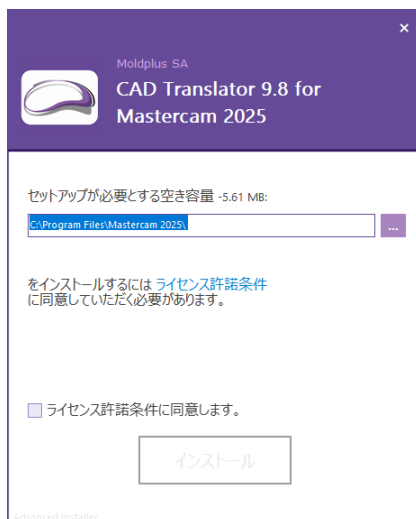 ×
Moldplus SA
CAD Translator 9.8 for
Mastercam 2025
セットアップが必要とする空き容量 -5.61 MB:
C:\Program Files\Mastercam 2025\
...
をインストールするには ライセンス許諾条件
に同意していただく必要があります。
ライセンス許諾条件に同意します。
インストール
Advanced Installer